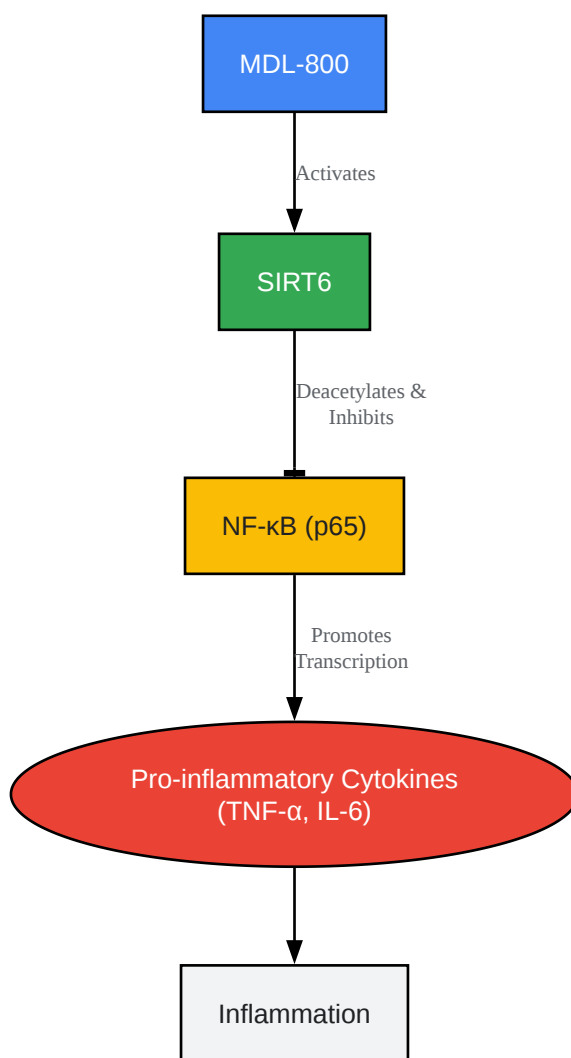 MDL-800
Activates
SIRT6
Deacetylates &
Inhibits
NF-κB (p65)
Promotes
Transcription
Pro-inflammatory Cytokines
(TNF-α, IL-6)
Inflammation